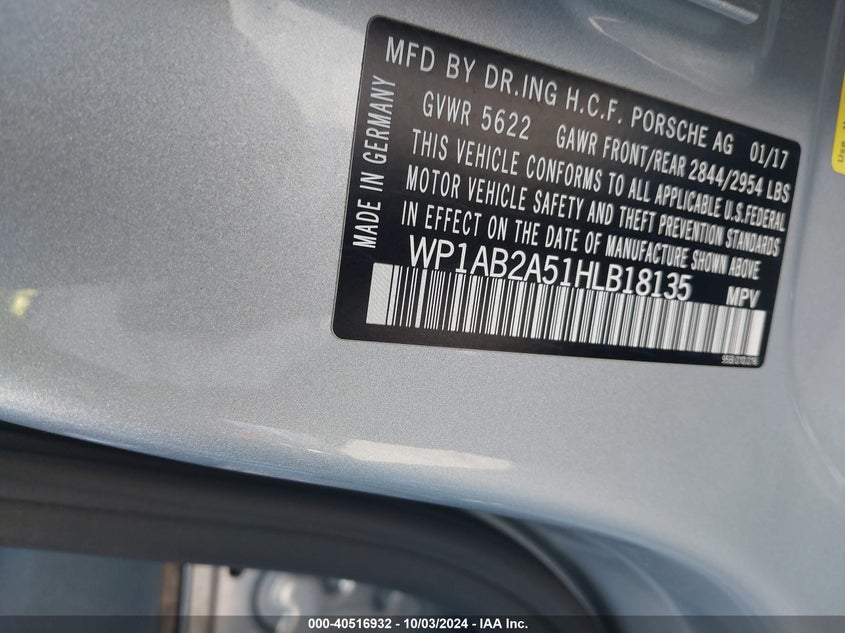 MFD BY DR.ING H.C.F. PORSCHE AG 01/17
GVWR 5622 GAWR FRONT/REAR 2844/2954 LBS
THIS VEHICLE CONFORMS TO ALL APPLICABLE U.S.FEDERAL
MOTOR VEHICLE SAFETY AND THEFT PREVENTION STANDARDS
IN EFFECT ON THE DATE OF MANUFACTURE SHOWN ABOVE
MADE IN GERMANY
WP1AB2A51HLB18135 MPV
Use
000-40516932 - 10/03/2024 - IAA Inc.